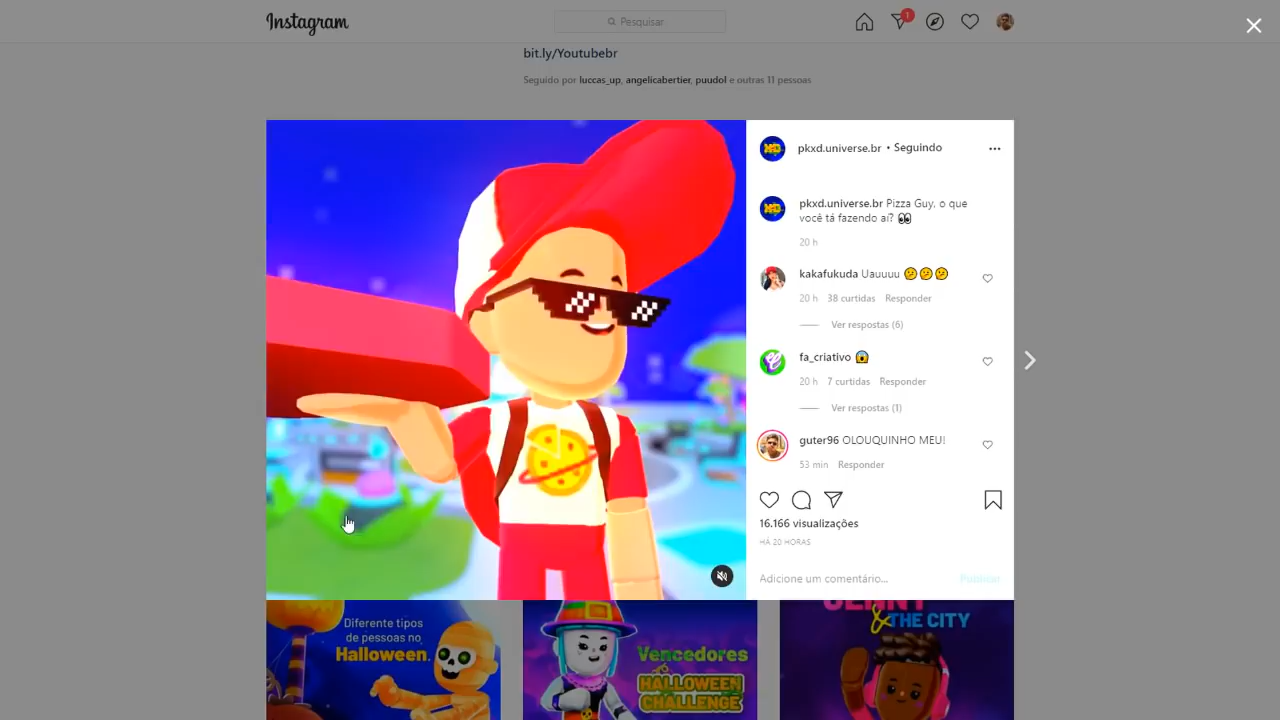 Instagram
Pesquisar
1
bit.ly/Youtubebr
Seguido por luccas_up, angelicabertier, puudol e outras 11 pessoas
pkxd.universe.br • Seguindo
pkxd.universe.br Pizza Guy, o que
você tá fazendo aí? 👀
20 h
kakafukuda Uauuuu 🫤🫤🫤
20 h 38 curtidas Responder
Ver respostas (6)
fa_criativo 😱
20 h 7 curtidas Responder
Ver respostas (1)
guter96 OLOUQUINHO MEU!
53 min Responder
16.166 visualizações
HÁ 20 HORAS
Adicione um comentário...
Publicar
Diferente tipos
de pessoas no
Halloween.
Vencedores
HALLOWEEN
CHALLENGE
JENNY
& THE CITY